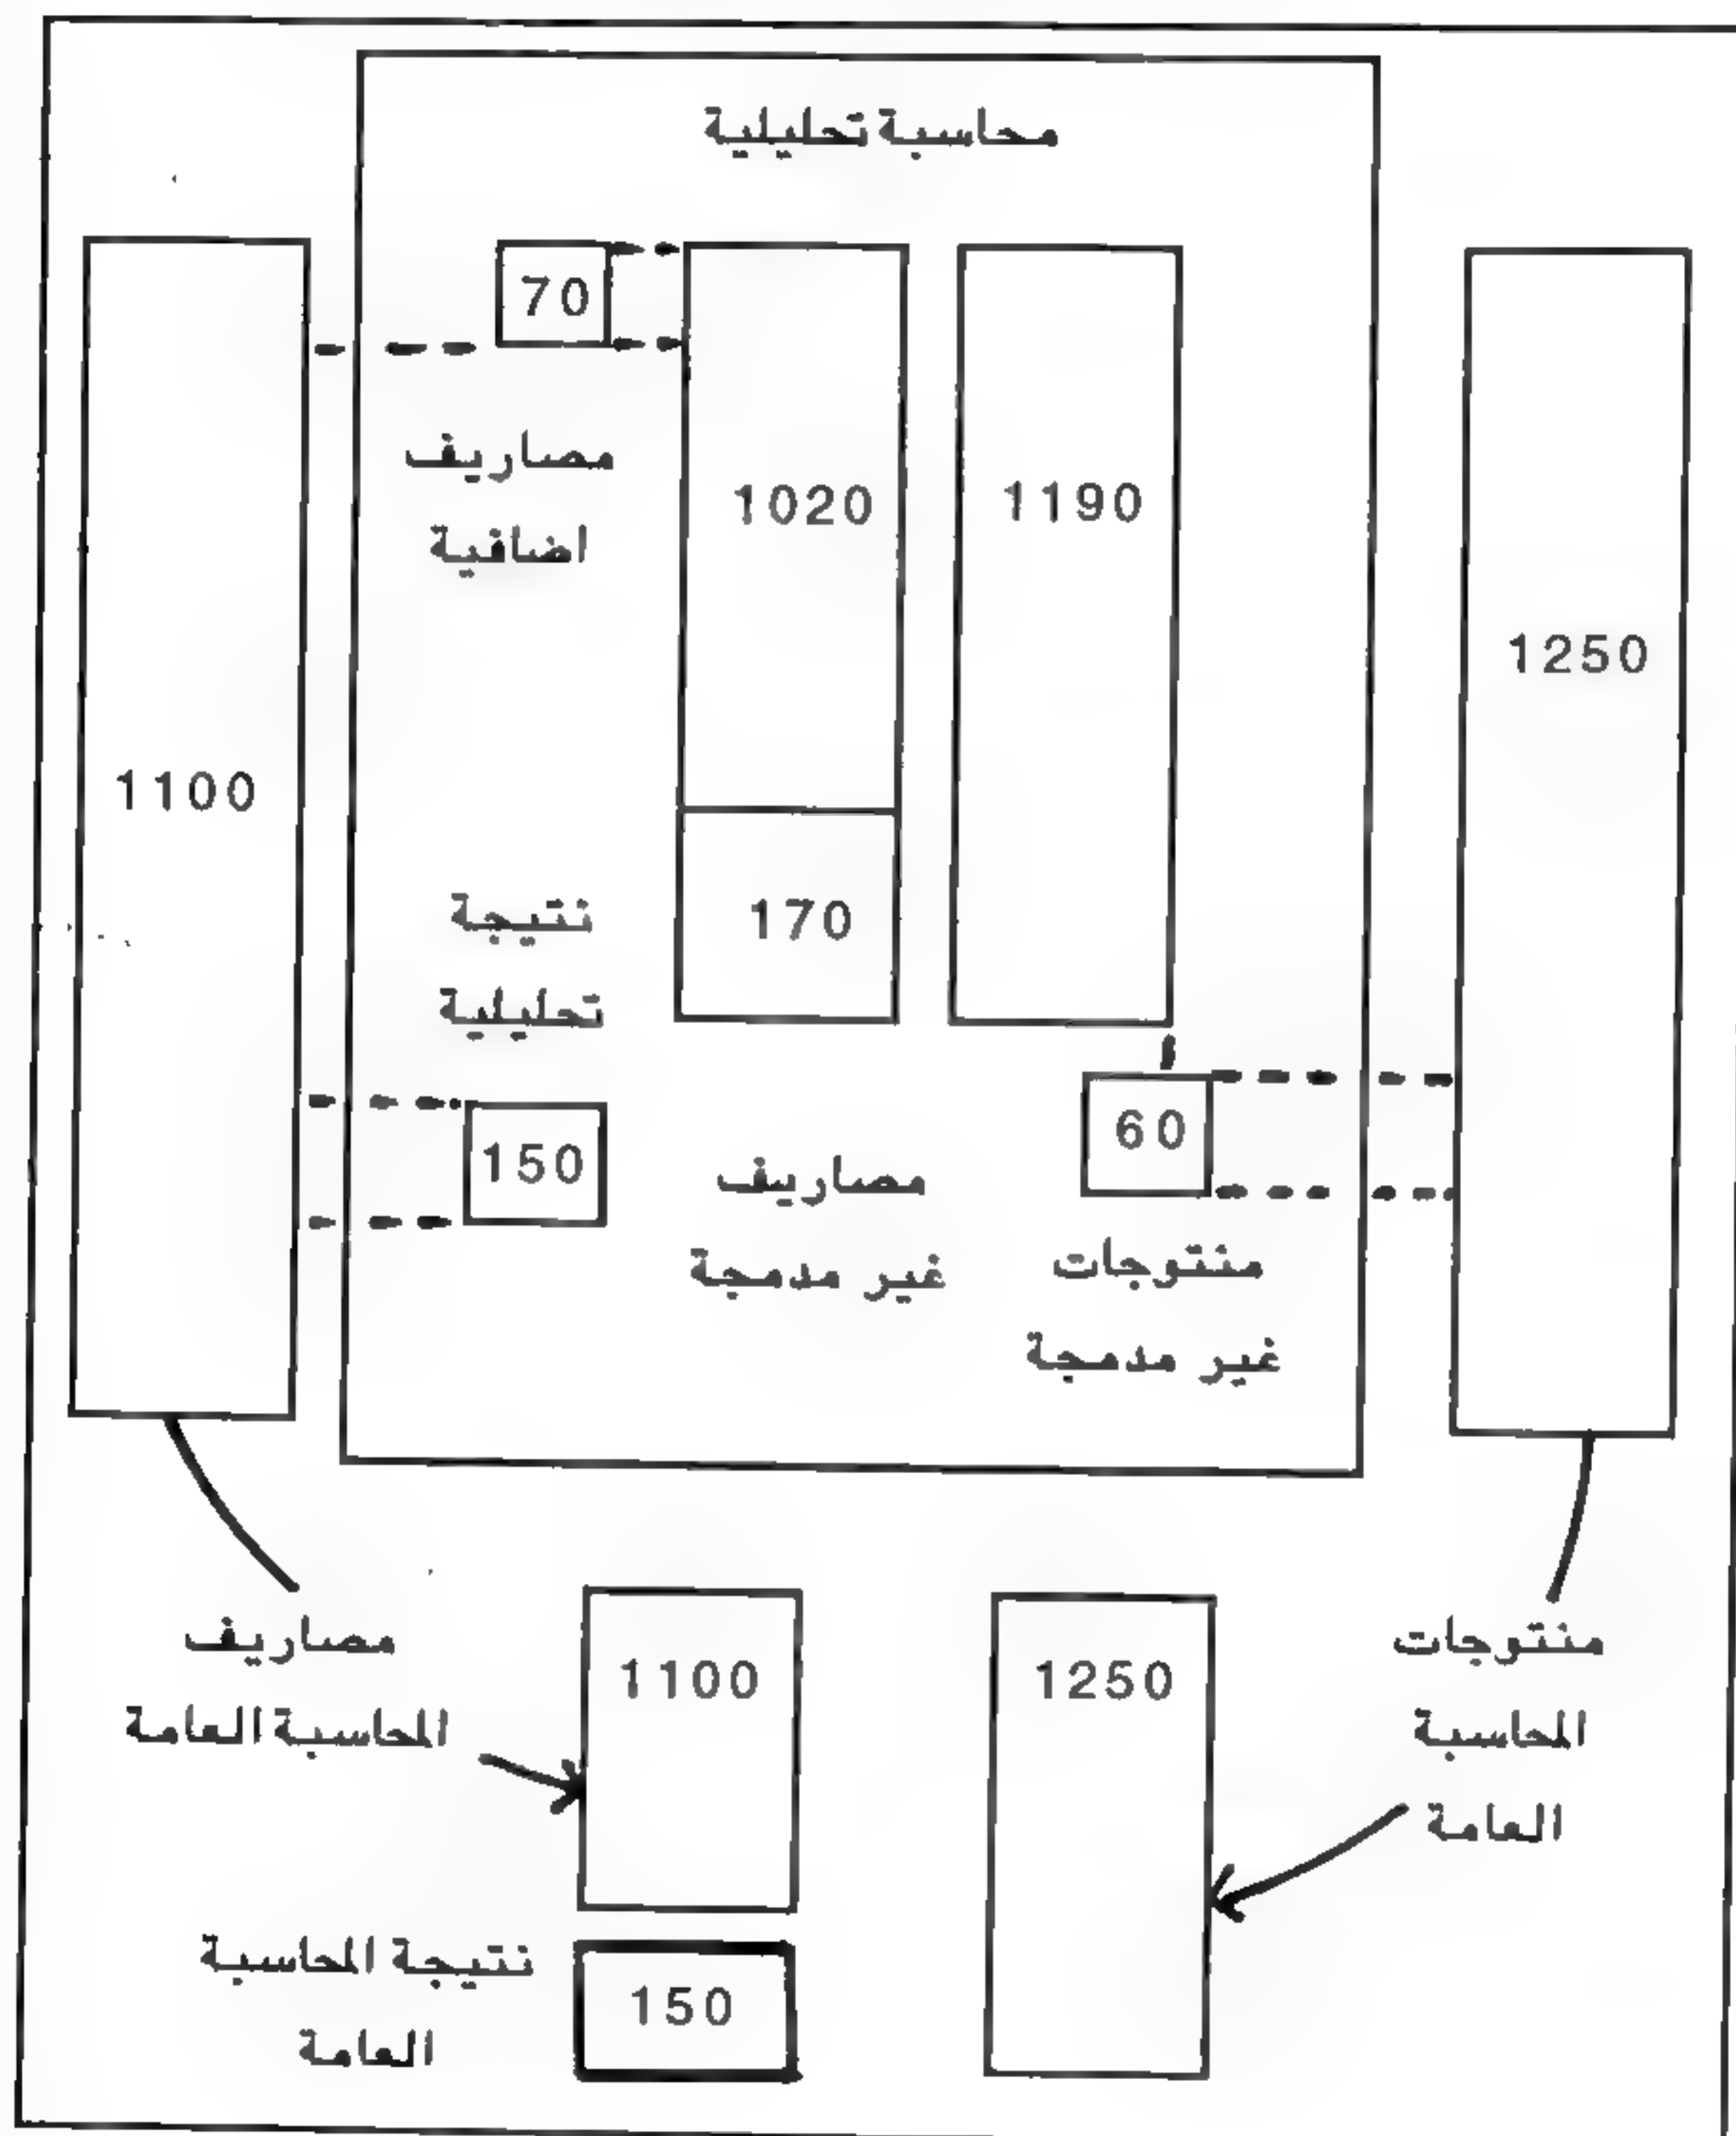 محاسبة تحليلية
70
مصاريف
اضافية
1020
1190
1250
1100
نتيجة
تحليلية
170
150
مصاريف
غير مدمجة
60
منتوجات
غير مدمجة
مصاريف
المحاسبة العامة
1100
1250
منتوجات
المحاسبة
العامة
نتيجة المحاسبة
العامة
150